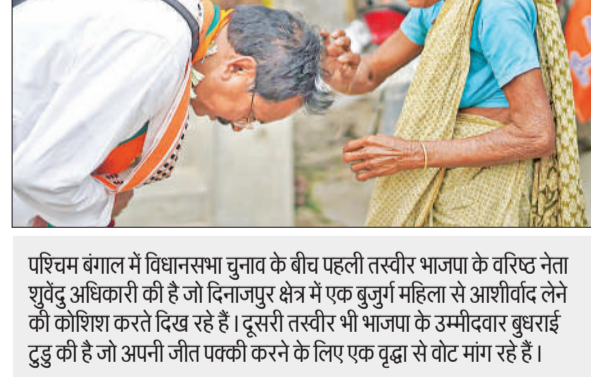 पश्चिम बंगाल में विधानसभा चुनाव के बीच पहली तस्वीर भाजपा के वरिष्ठ नेता
शुवेंदु अधिकारी की है जो दिनाजपुर क्षेत्र में एक बुजुर्ग महिला से आशीर्वाद लेने
की कोशिश करते दिख रहे हैं। दूसरी तस्वीर भी भाजपा के उम्मीदवार बुधराई
टुडु की है जो अपनी जीत पक्की करने के लिए एक वृद्धा से वोट मांग रहे हैं।